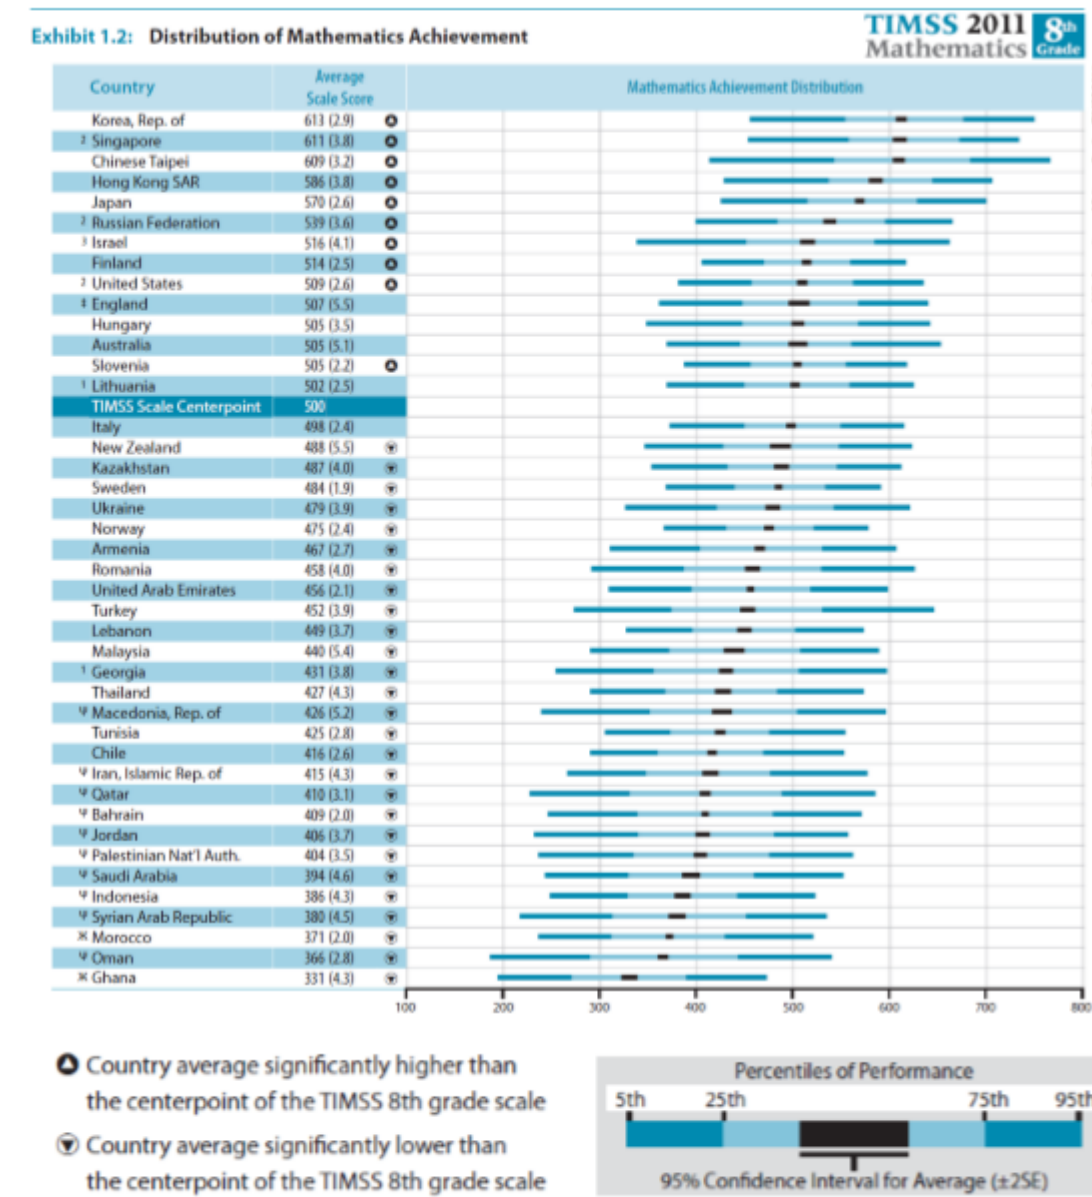 Exhibit 1.2: Distribution of Mathematics Achievement
TIMSS 2011 8th
Mathematics Grade
Country Average Scale Score Mathematics Achievement Distribution
Korea, Rep. of 613 (2.9)
2 Singapore 611 (3.8)
Chinese Taipei 609 (3.2)
Hong Kong SAR 586 (3.8)
Japan 570 (2.6)
2 Russian Federation 539 (3.6)
3 Israel 516 (4.1)
Finland 514 (2.5)
2 United States 509 (2.6)
‡ England 507 (5.5)
Hungary 505 (3.5)
Australia 505 (5.1)
Slovenia 505 (2.2)
1 Lithuania 502 (2.5)
TIMSS Scale Centerpoint 500
Italy 498 (2.4)
New Zealand 488 (5.5)
Kazakhstan 487 (4.0)
Sweden 484 (1.9)
Ukraine 479 (3.9)
Norway 475 (2.4)
Armenia 467 (2.7)
Romania 458 (4.0)
United Arab Emirates 456 (2.1)
Turkey 452 (3.9)
Lebanon 449 (3.7)
Malaysia 440 (5.4)
1 Georgia 431 (3.8)
Thailand 427 (4.3)
Ψ Macedonia, Rep. of 426 (5.2)
Tunisia 425 (2.8)
Chile 416 (2.6)
Ψ Iran, Islamic Rep. of 415 (4.3)
Ψ Qatar 410 (3.1)
Ψ Bahrain 409 (2.0)
Ψ Jordan 406 (3.7)
Ψ Palestinian Nat'l Auth. 404 (3.5)
Ψ Saudi Arabia 394 (4.6)
Ψ Indonesia 386 (4.3)
Ψ Syrian Arab Republic 380 (4.5)
Ж Morocco 371 (2.0)
Ψ Oman 366 (2.8)
Ж Ghana 331 (4.3)
100 200 300 400 500 600 700 800
Country average significantly higher than
the centerpoint of the TIMSS 8th grade scale
Country average significantly lower than
the centerpoint of the TIMSS 8th grade scale
Percentiles of Performance
5th 25th 75th 95th
95% Confidence Interval for Average (±2SE)